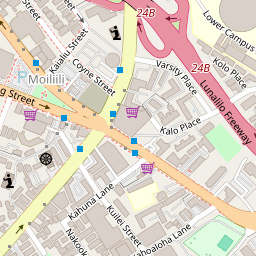 24B
Lower Campus
Kolo Place
Kaialiu Street
Coyne Street
Varsity Place
24B
Moiliili
P
Lunalilo Freeway
g Street
Kalo Place
Kahuna Lane
Kuilei Street
Nakook
ahoaloha Lane